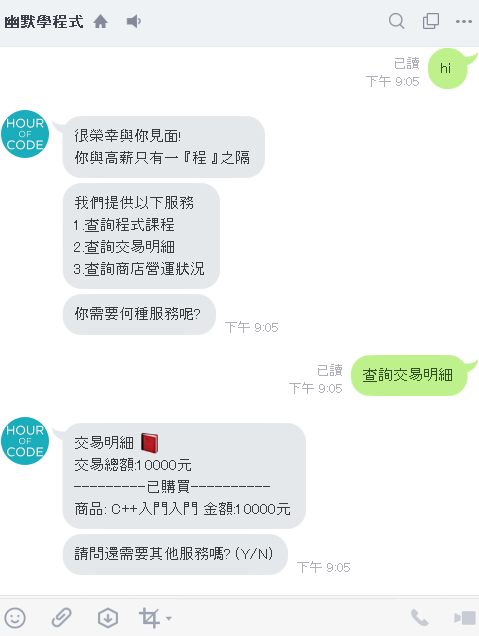 幽默學程式
已讀
下午 9:05
hi
HOUR
OF
CODE
很榮幸與你見面!
你與高薪只有一『程』之隔
我們提供以下服務
1.查詢程式課程
2.查詢交易明細
3.查詢商店營運狀況
你需要何種服務呢?
下午 9:05
已讀
下午 9:05
查詢交易明細
HOUR
OF
CODE
交易明細
交易總額:10000元
---------已購買----------
商品: C++入門入門 金額:10000元
請問還需要其他服務嗎? (Y/N)
下午 9:05